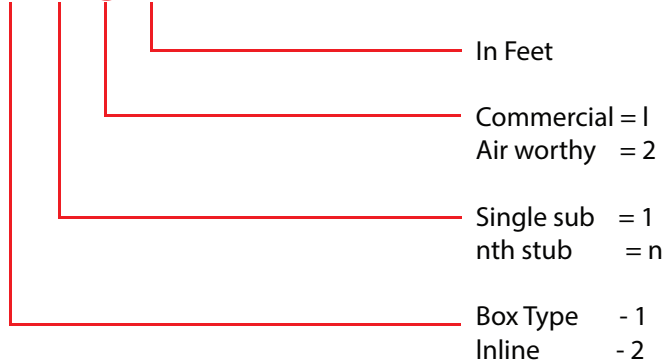 In Feet
Commercial = l
Air worthy = 2
Single sub = 1
nth stub = n
Box Type - 1
Inline - 2